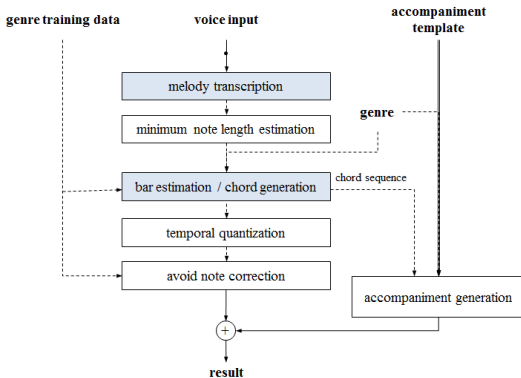 genre training data
voice input
accompaniment
template
melody transcription
minimum note length estimation
genre
bar estimation / chord generation
chord sequence
temporal quantization
avoid note correction
accompaniment generation
+
result